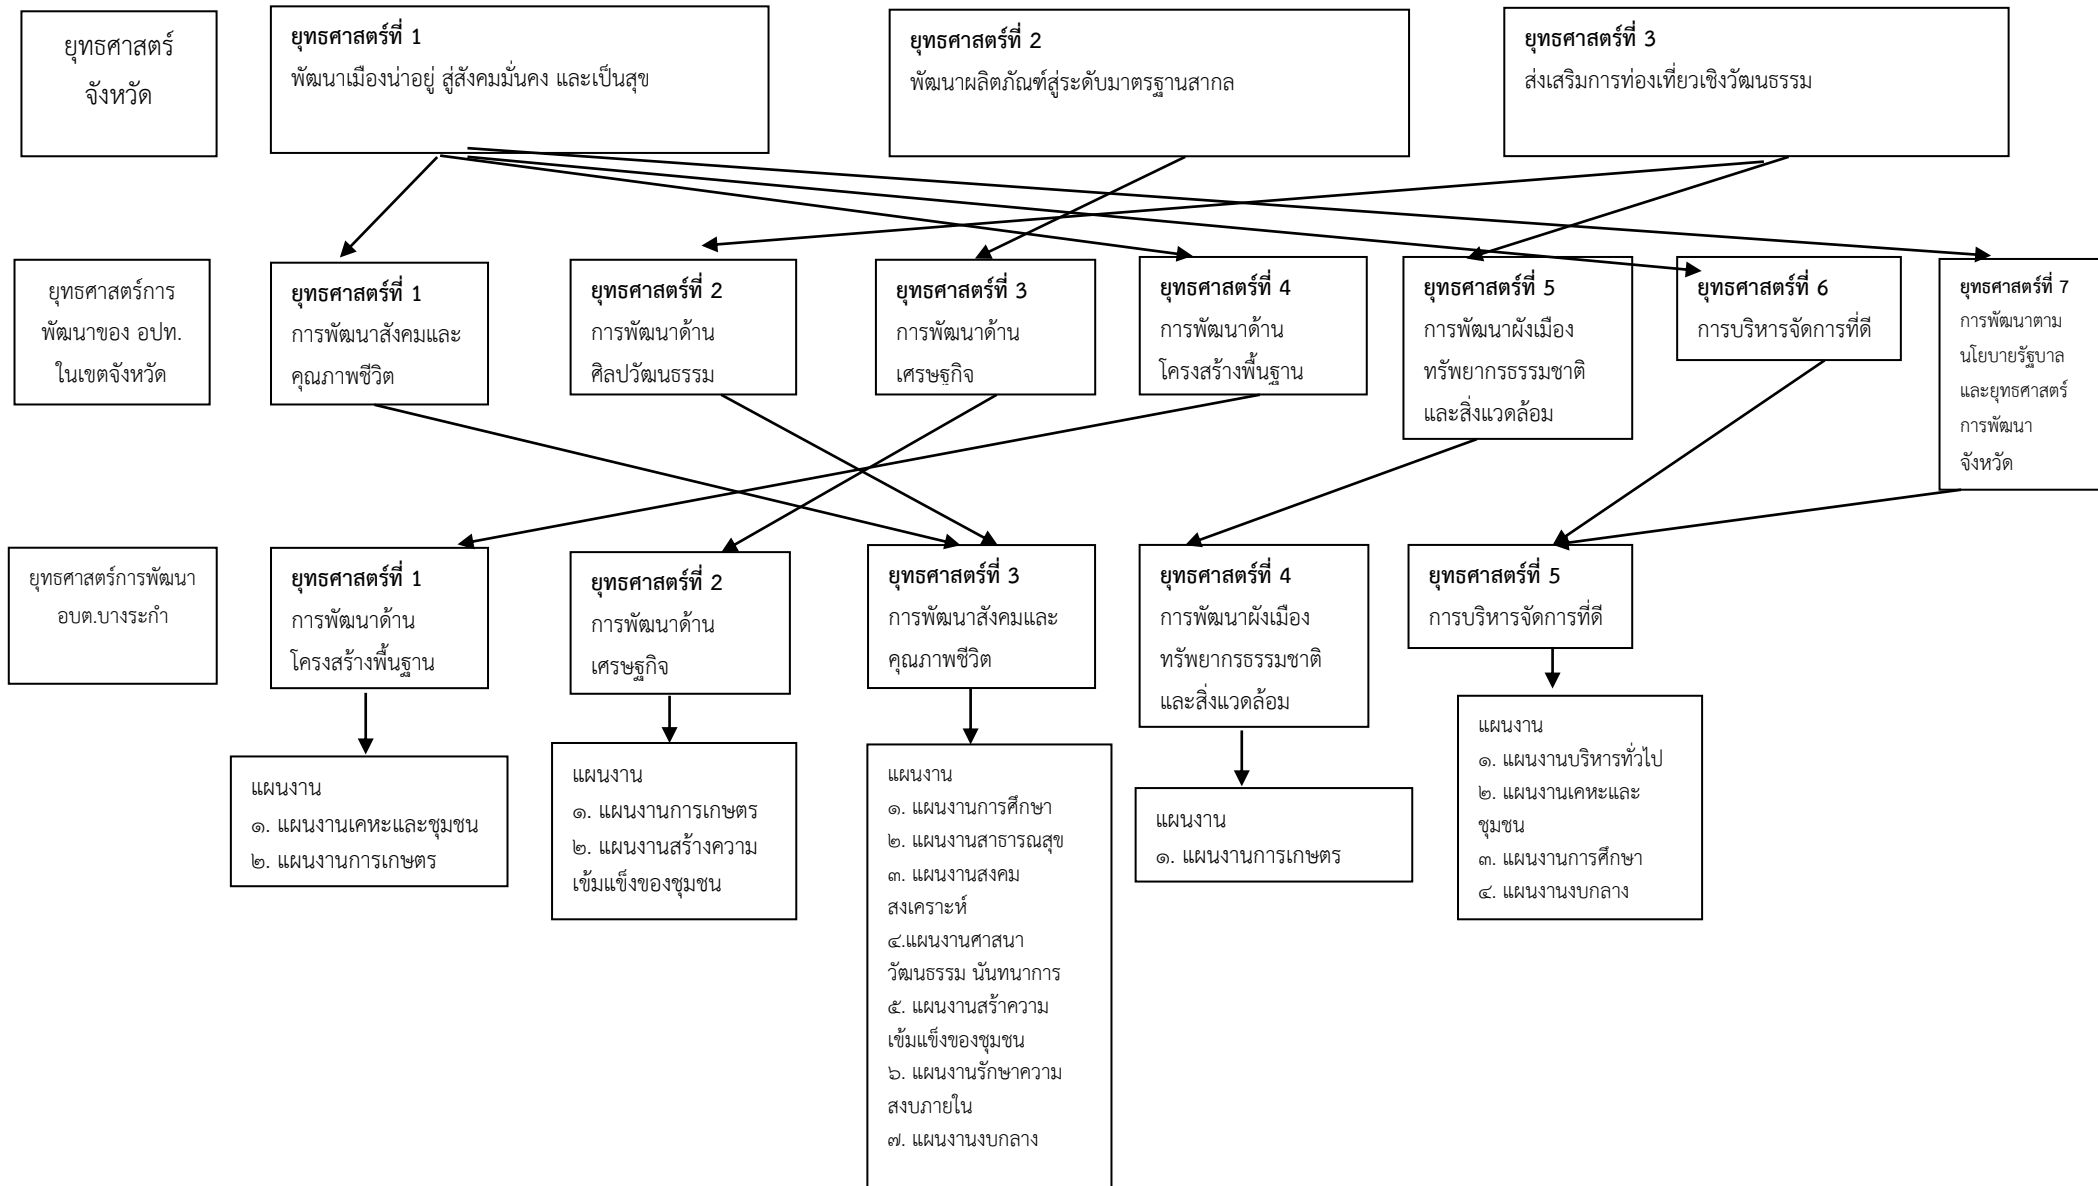 ยุทธศาสตร์
จังหวัด
ยุทธศาสตร์ที่ 1
พัฒนาเมืองน่าอยู่ สู่สังคมมั่นคง และเป็นสุข
ยุทธศาสตร์ที่ 2
พัฒนาผลิตภัณฑ์สู่ระดับมาตรฐานสากล
ยุทธศาสตร์ที่ 3
ส่งเสริมการท่องเที่ยวเชิงวัฒนธรรม
ยุทธศาสตร์การ
พัฒนาของ อปท.
ในเขตจังหวัด
ยุทธศาสตร์ที่ 1
การพัฒนาสังคมและ
คุณภาพชีวิต
ยุทธศาสตร์ที่ 2
การพัฒนาด้าน
ศิลปวัฒนธรรม
ยุทธศาสตร์ที่ 3
การพัฒนาด้าน
เศรษฐกิจ
ยุทธศาสตร์ที่ 4
การพัฒนาด้าน
โครงสร้างพื้นฐาน
ยุทธศาสตร์ที่ 5
การพัฒนาผังเมือง
ทรัพยากรธรรมชาติ
และสิ่งแวดล้อม
ยุทธศาสตร์ที่ 6
การบริหารจัดการที่ดี
ยุทธศาสตร์ที่ 7
การพัฒนาตาม
นโยบายรัฐบาล
และยุทธศาสตร์
การพัฒนา
จังหวัด
ยุทธศาสตร์การพัฒนา
อบต.บางระกำ
ยุทธศาสตร์ที่ 1
การพัฒนาด้าน
โครงสร้างพื้นฐาน
ยุทธศาสตร์ที่ 2
การพัฒนาด้าน
เศรษฐกิจ
ยุทธศาสตร์ที่ 3
การพัฒนาสังคมและ
คุณภาพชีวิต
ยุทธศาสตร์ที่ 4
การพัฒนาผังเมือง
ทรัพยากรธรรมชาติ
และสิ่งแวดล้อม
ยุทธศาสตร์ที่ 5
การบริหารจัดการที่ดี
แผนงาน
๑. แผนงานเคหะและชุมชน
๒. แผนงานการเกษตร
แผนงาน
๑. แผนงานการเกษตร
๒. แผนงานสร้างความ
เข้มแข็งของชุมชน
แผนงาน
๑. แผนงานการศึกษา
๒. แผนงานสาธารณสุข
๓. แผนงานสงคม
สงเคราะห์
๔.แผนงานศาสนา
วัฒนธรรม นันทนาการ
๕. แผนงานสร้าความ
เข้มแข็งของชุมชน
๖. แผนงานรักษาความ
สงบภายใน
๗. แผนงานงบกลาง
แผนงาน
๑. แผนงานการเกษตร
แผนงาน
๑. แผนงานบริหารทั่วไป
๒. แผนงานเคหะและ
ชุมชน
๓. แผนงานการศึกษา
๔. แผนงานงบกลาง